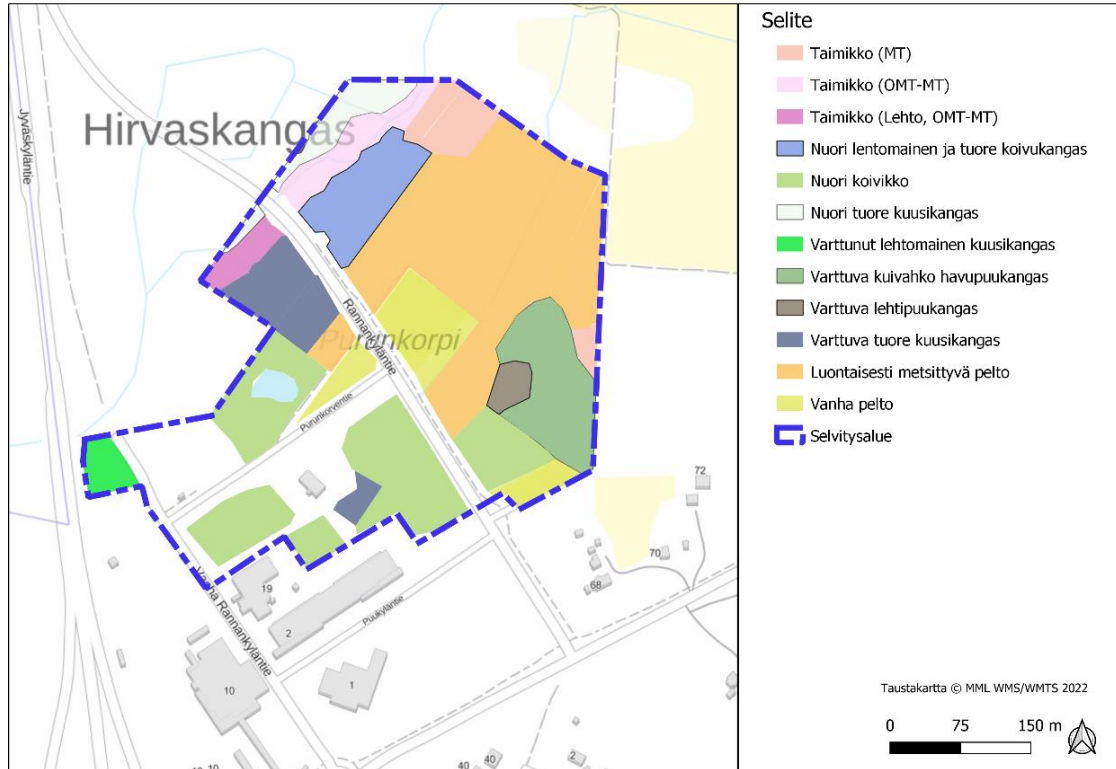 Selite
Taimikko (MT)
Taimikko (OMT-MT)
Taimikko (Lehto, OMT-MT)
Nuori lentomainen ja tuore koivukangas
Nuori koivikko
Nuori tuore kuusikangas
Varttunut lehtomainen kuusikangas
Varttuva kuivahko havupuukangas
Varttuva lehtipuukangas
Varttuva tuore kuusikangas
Luontaisesti metsittyvä pelto
Vanha pelto
Selvitysalue
Jyväskyläntie
Hirvaskangas
Rannankyläntie
Purunkorpi
Purunkorventie
Vanha Rannankyläntie
Puukyläntie
72
70
68
19
2
10
1
40
40
2
10
10
Taustakartta © MML WMS/WMTS 2022
0 75 150 m